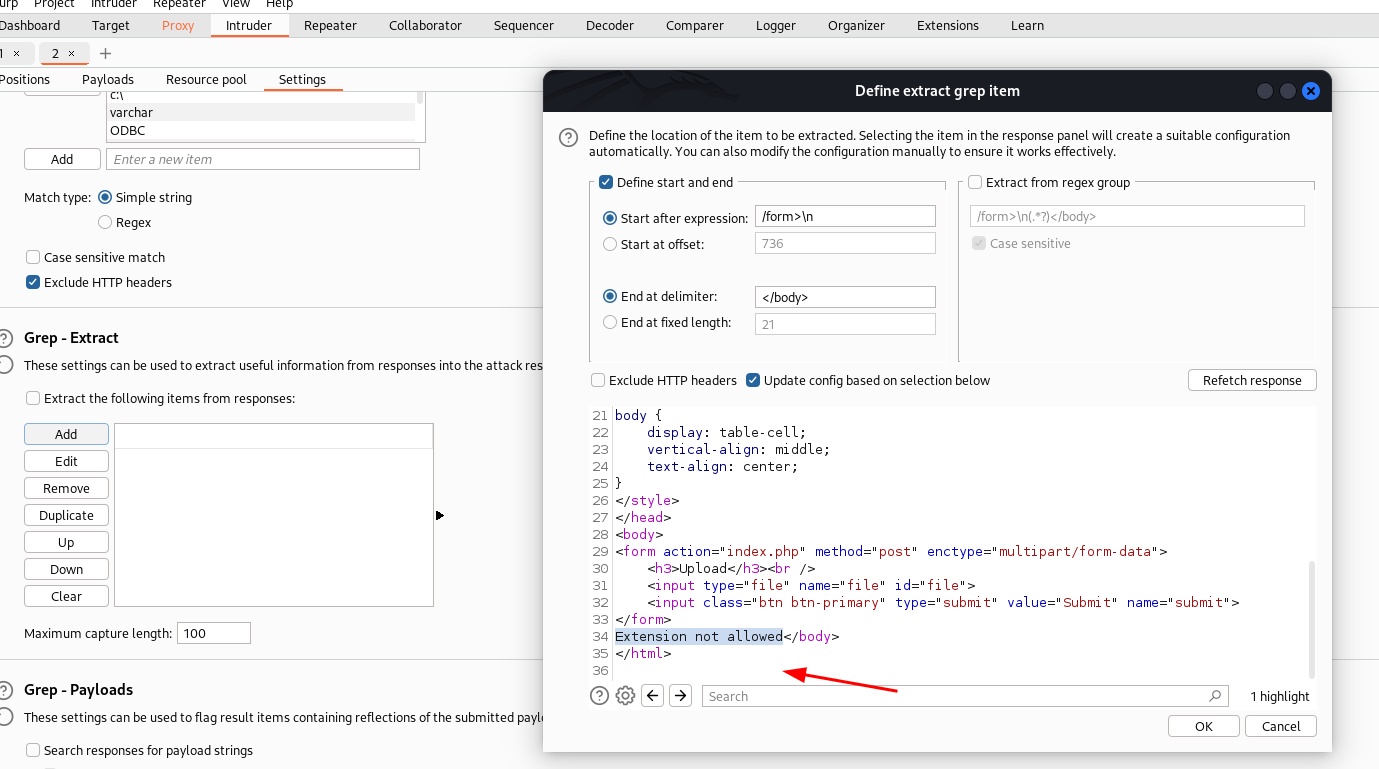 urp Project Intruder Repeater View Help
Dashboard Target Proxy Intruder Repeater Collaborator Sequencer Decoder Comparer Logger Organizer Extensions Learn
1 × 2 × +
Positions Payloads Resource pool Settings
c:\
varchar
ODBC
Add Enter a new item
Match type: Simple string
Regex
Case sensitive match
Exclude HTTP headers
? Grep - Extract
These settings can be used to extract useful information from responses into the attack res
Extract the following items from responses:
Add
Edit
Remove
Duplicate
Up
Down
Clear
Maximum capture length: 100
? Grep - Payloads
These settings can be used to flag result items containing reflections of the submitted paylo
Search responses for payload strings
Define extract grep item
? Define the location of the item to be extracted. Selecting the item in the response panel will create a suitable configuration
automatically. You can also modify the configuration manually to ensure it works effectively.
Define start and end
Start after expression: /form>\n
Start at offset: 736
End at delimiter: </body>
End at fixed length: 21
Extract from regex group
/form>\n(.*?)</body>
Case sensitive
Exclude HTTP headers Update config based on selection below Refetch response
21 body {
22 display: table-cell;
23 vertical-align: middle;
24 text-align: center;
25 }
26 </style>
27 </head>
28 <body>
29 <form action="index.php" method="post" enctype="multipart/form-data">
30 <h3>Upload</h3><br />
31 <input type="file" name="file" id="file">
32 <input class="btn btn-primary" type="submit" value="Submit" name="submit">
33 </form>
34 Extension not allowed</body>
35 </html>
36
? Search 1 highlight
OK Cancel